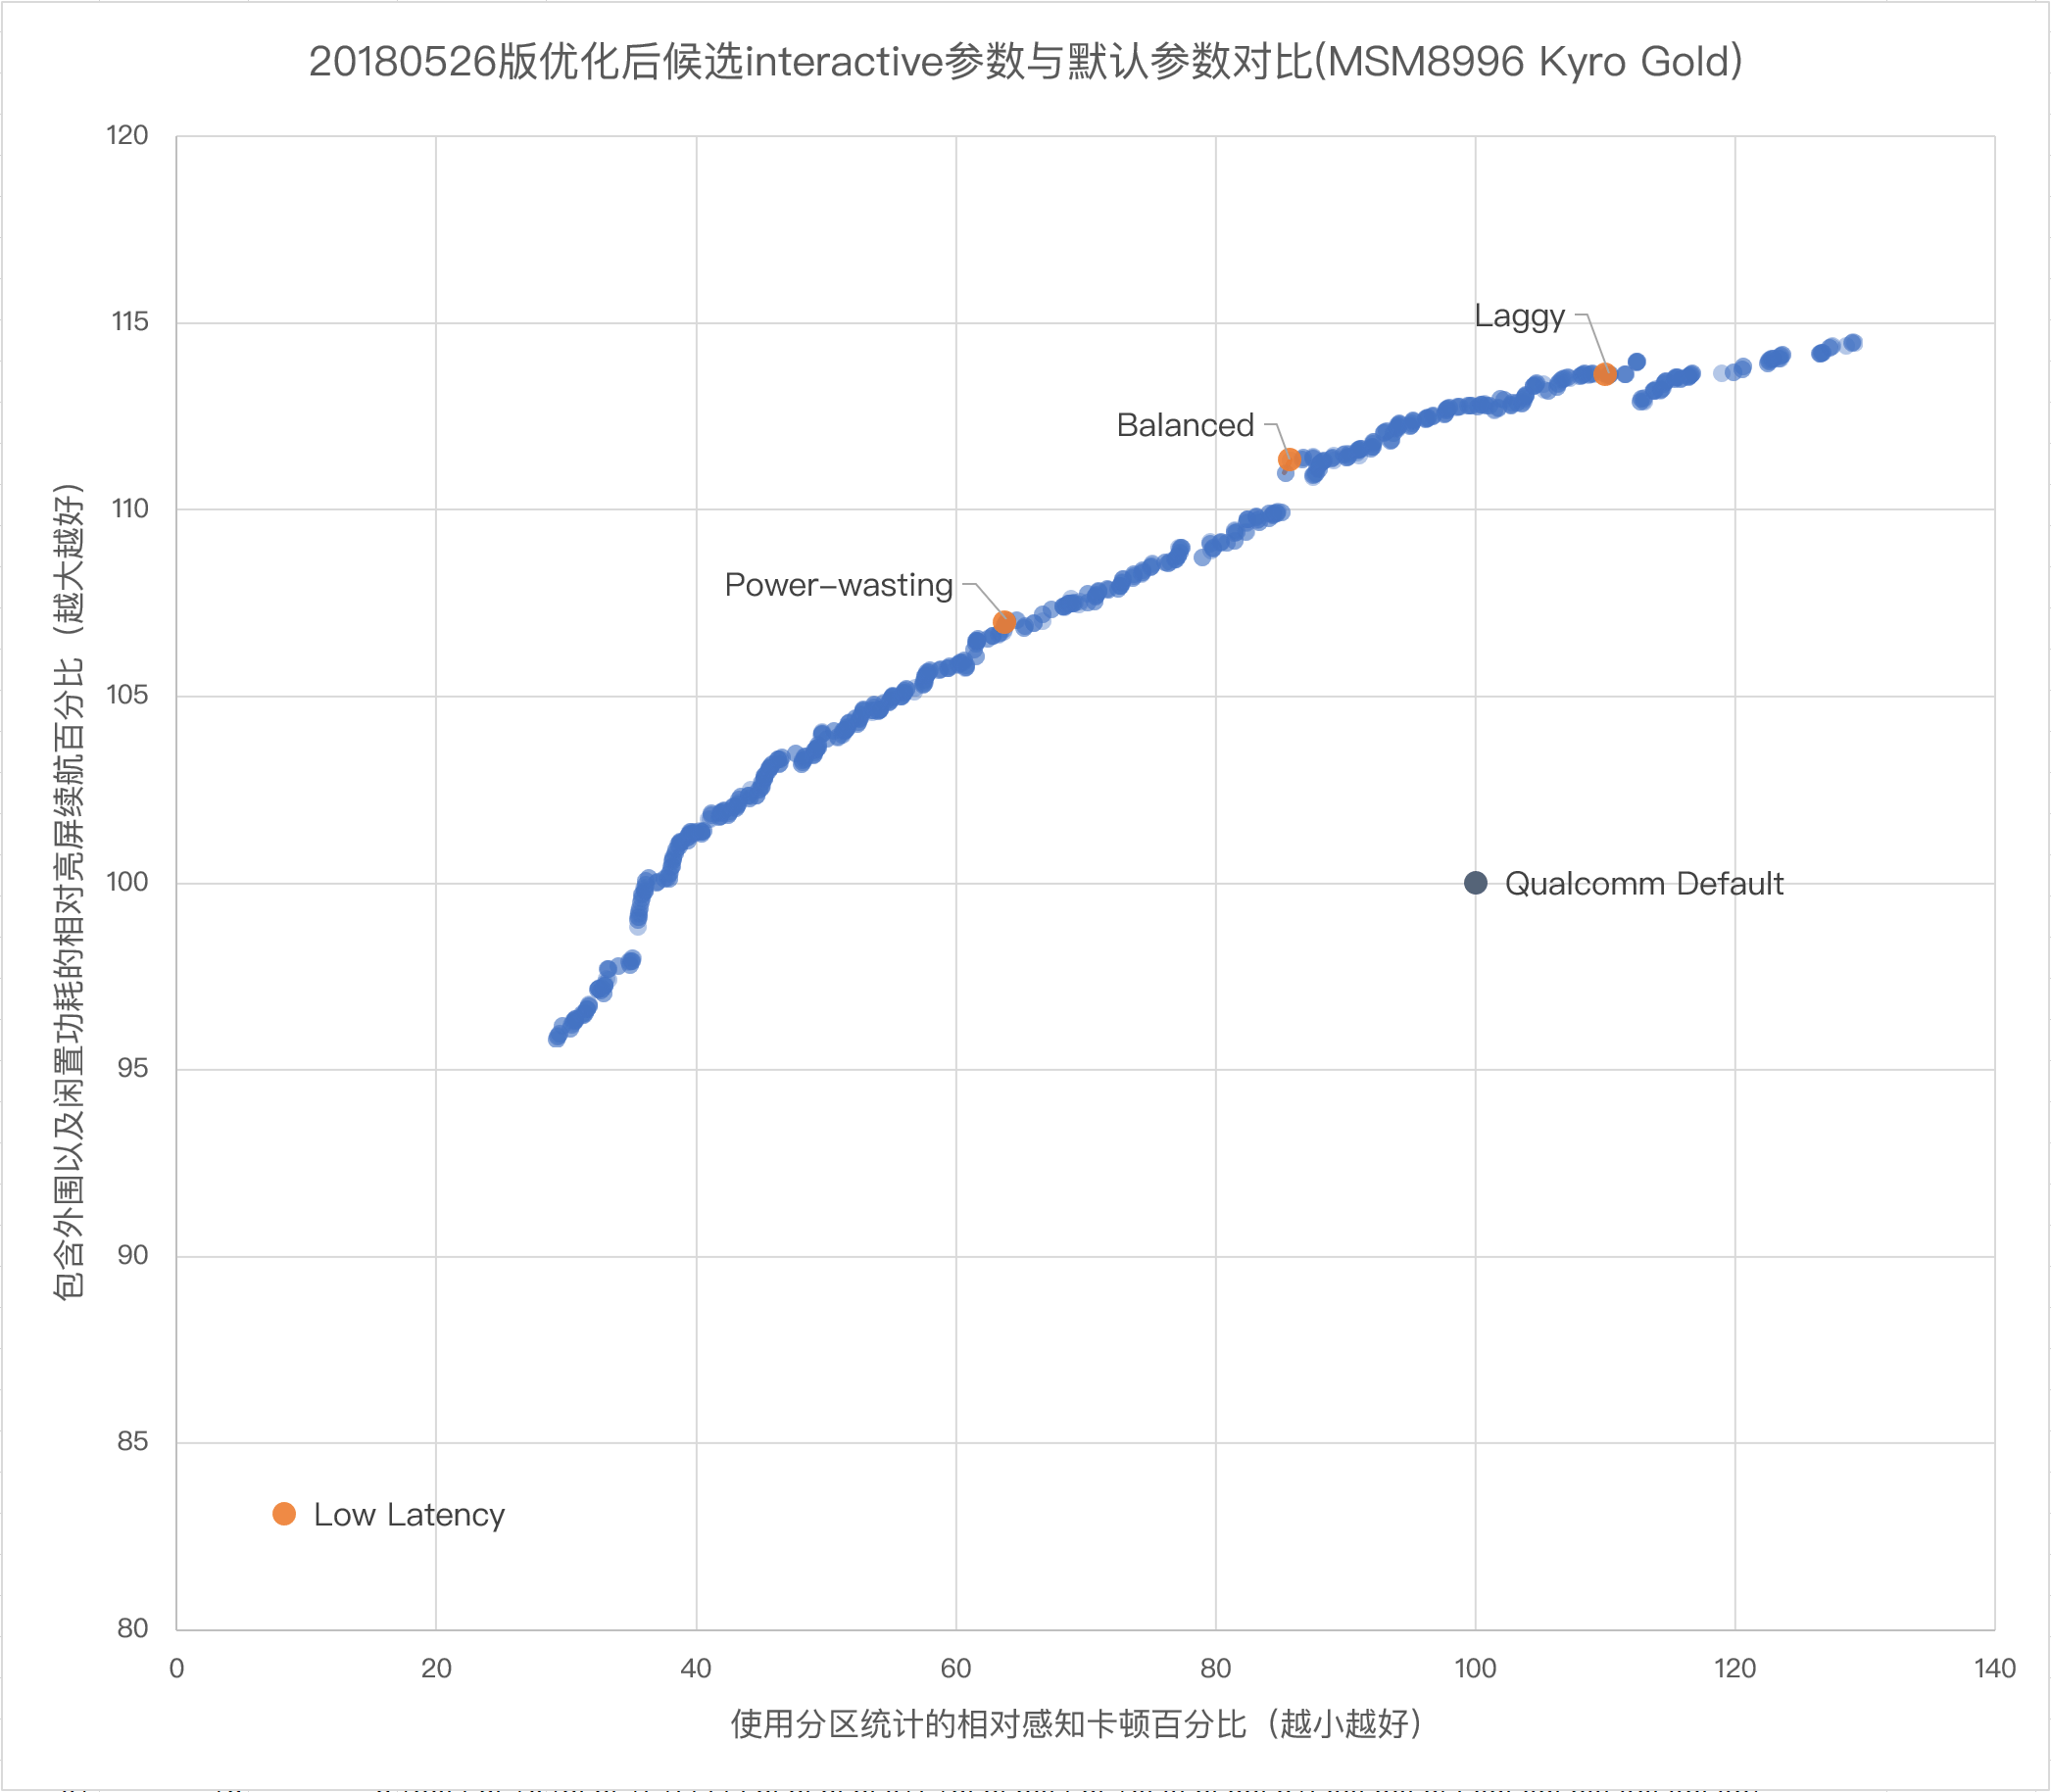 20180526版优化后候选interactive参数与默认参数对比(MSM8996 Kyro Gold)
120
115
110
105
100
95
90
85
80
包含外围以及闲置功耗的相对亮屏续航百分比（越大越好）
Laggy
Balanced
Power-wasting
Qualcomm Default
Low Latency
0 20 40 60 80 100 120 140
使用分区统计的相对感知卡顿百分比（越小越好）